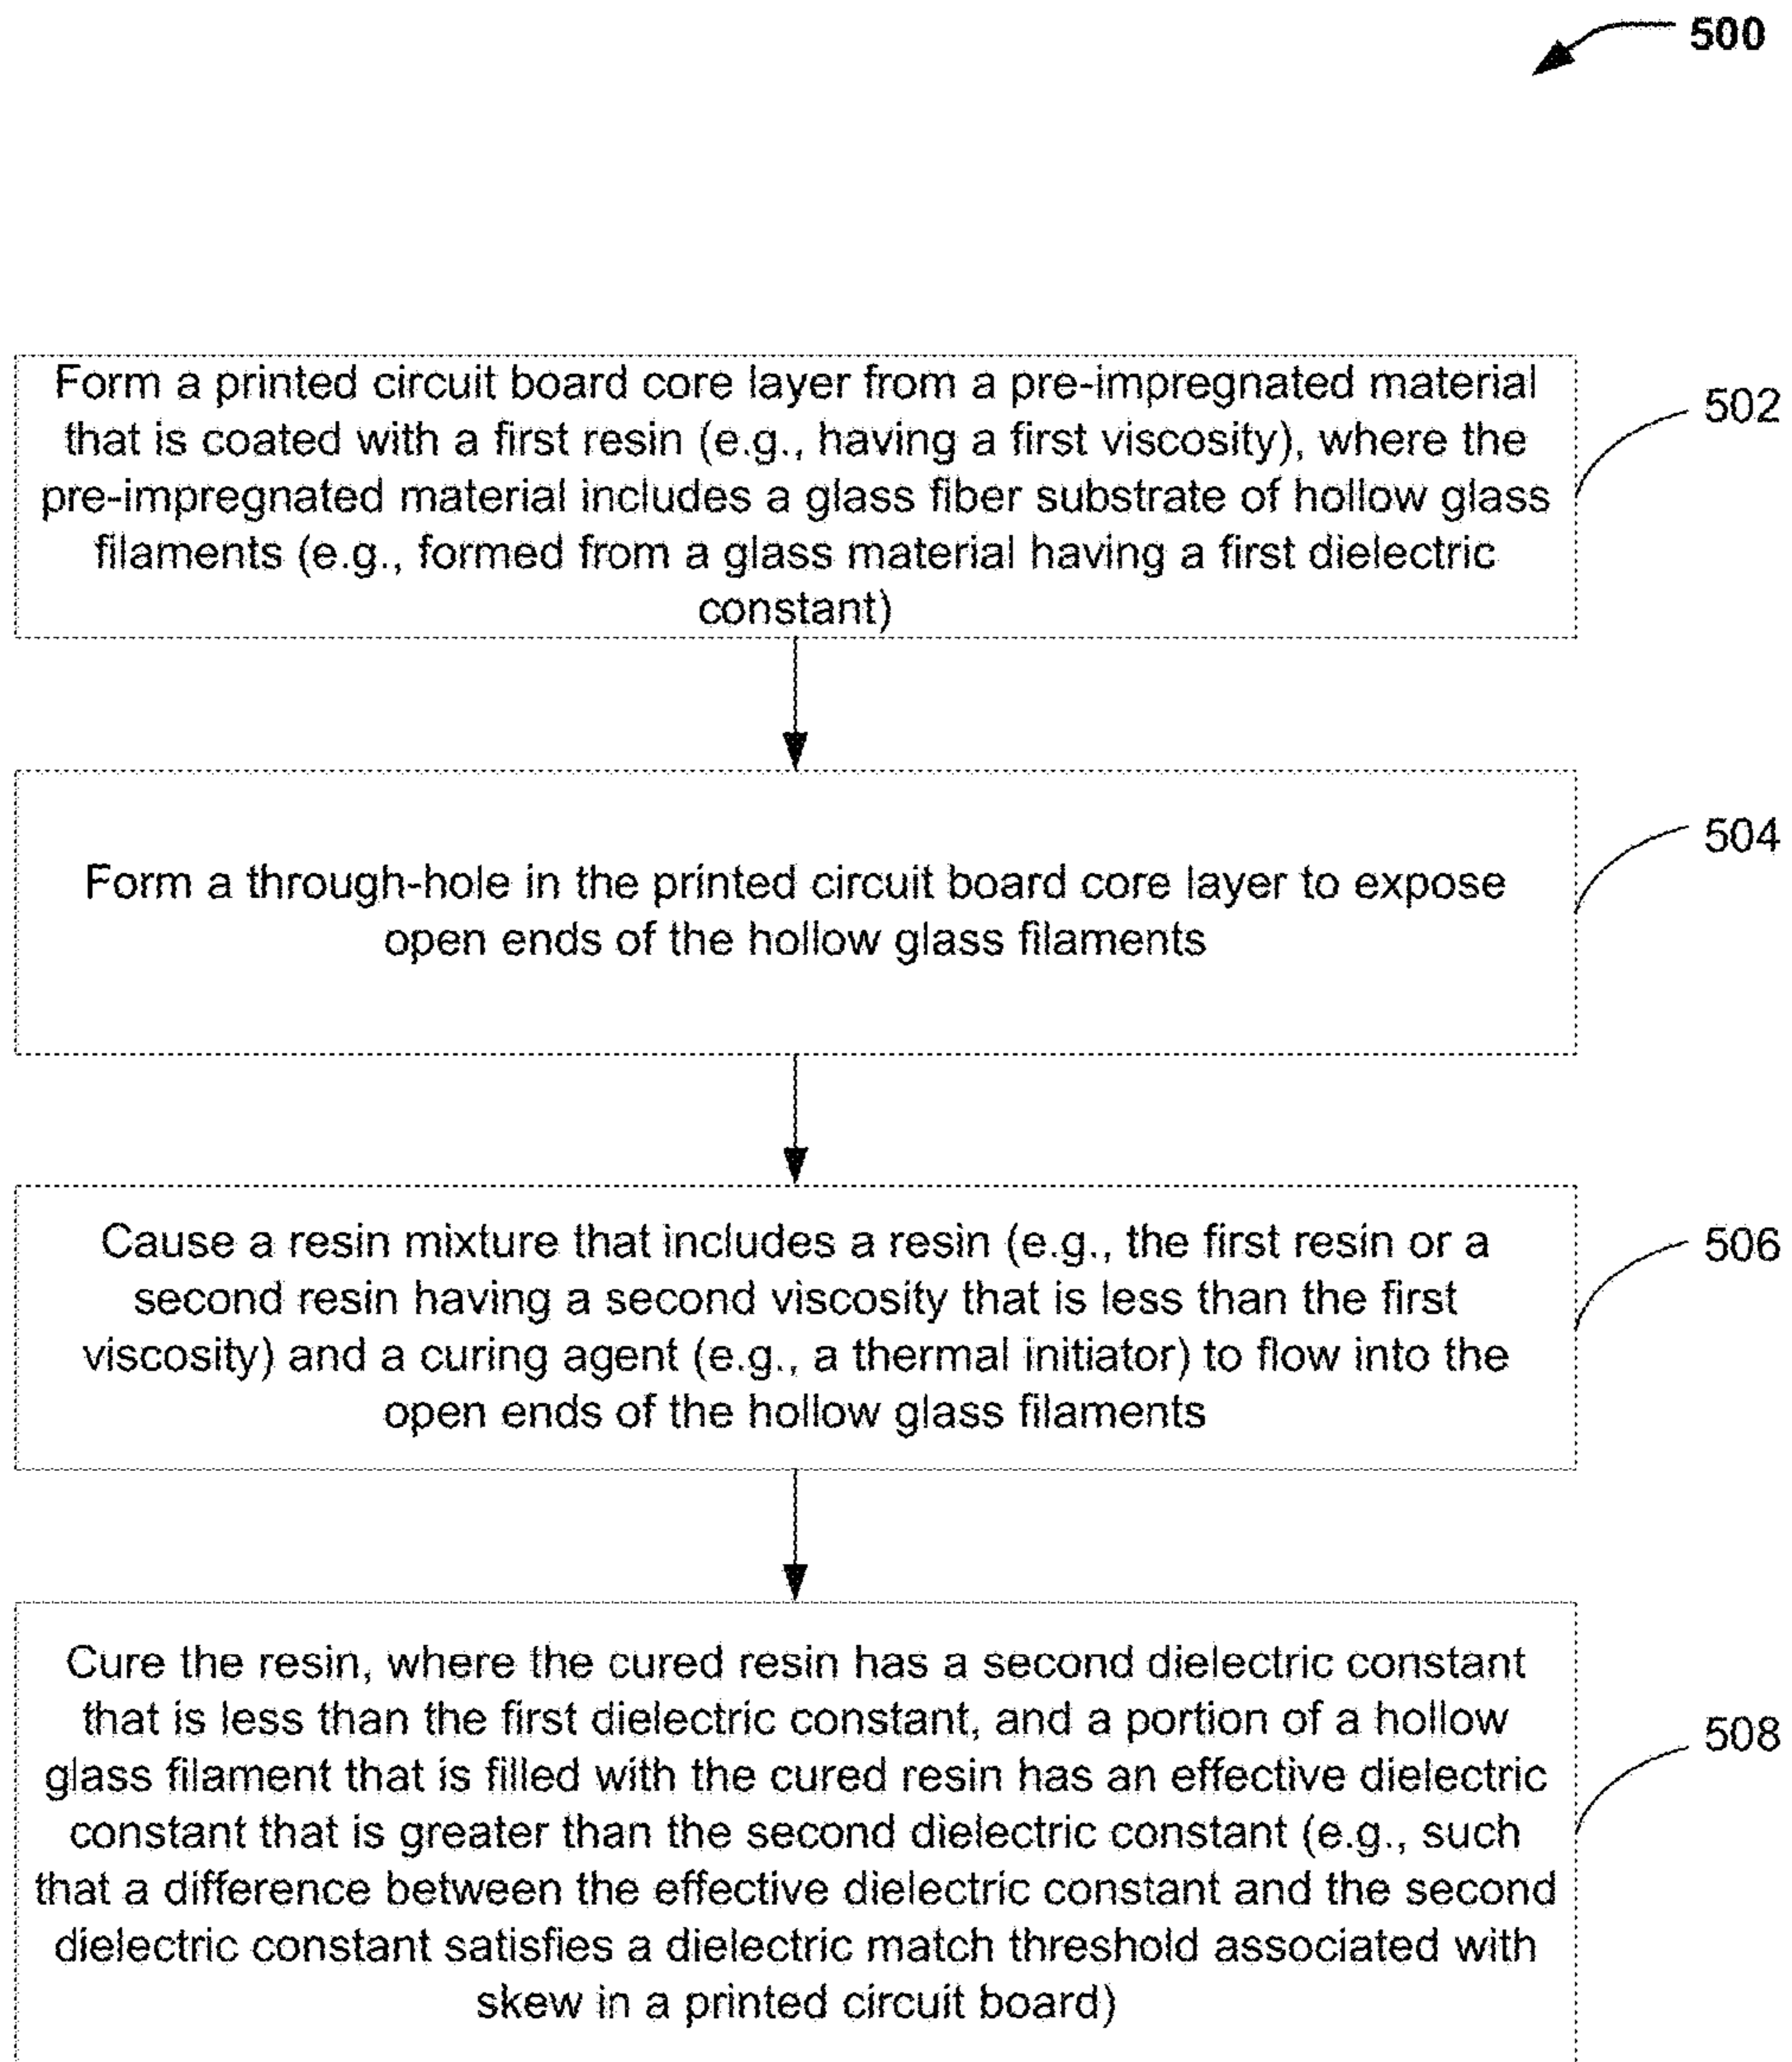 500
Form a printed circuit board core layer from a pre-impregnated material
that is coated with a first resin (e.g., having a first viscosity), where the
pre-impregnated material includes a glass fiber substrate of hollow glass
filaments (e.g., formed from a glass material having a first dielectric
constant)
502
Form a through-hole in the printed circuit board core layer to expose
open ends of the hollow glass filaments
504
Cause a resin mixture that includes a resin (e.g., the first resin or a
second resin having a second viscosity that is less than the first
viscosity) and a curing agent (e.g., a thermal initiator) to flow into the
open ends of the hollow glass filaments
506
Cure the resin, where the cured resin has a second dielectric constant
that is less than the first dielectric constant, and a portion of a hollow
glass filament that is filled with the cured resin has an effective dielectric
constant that is greater than the second dielectric constant (e.g., such
that a difference between the effective dielectric constant and the second
dielectric constant satisfies a dielectric match threshold associated with
skew in a printed circuit board)
508